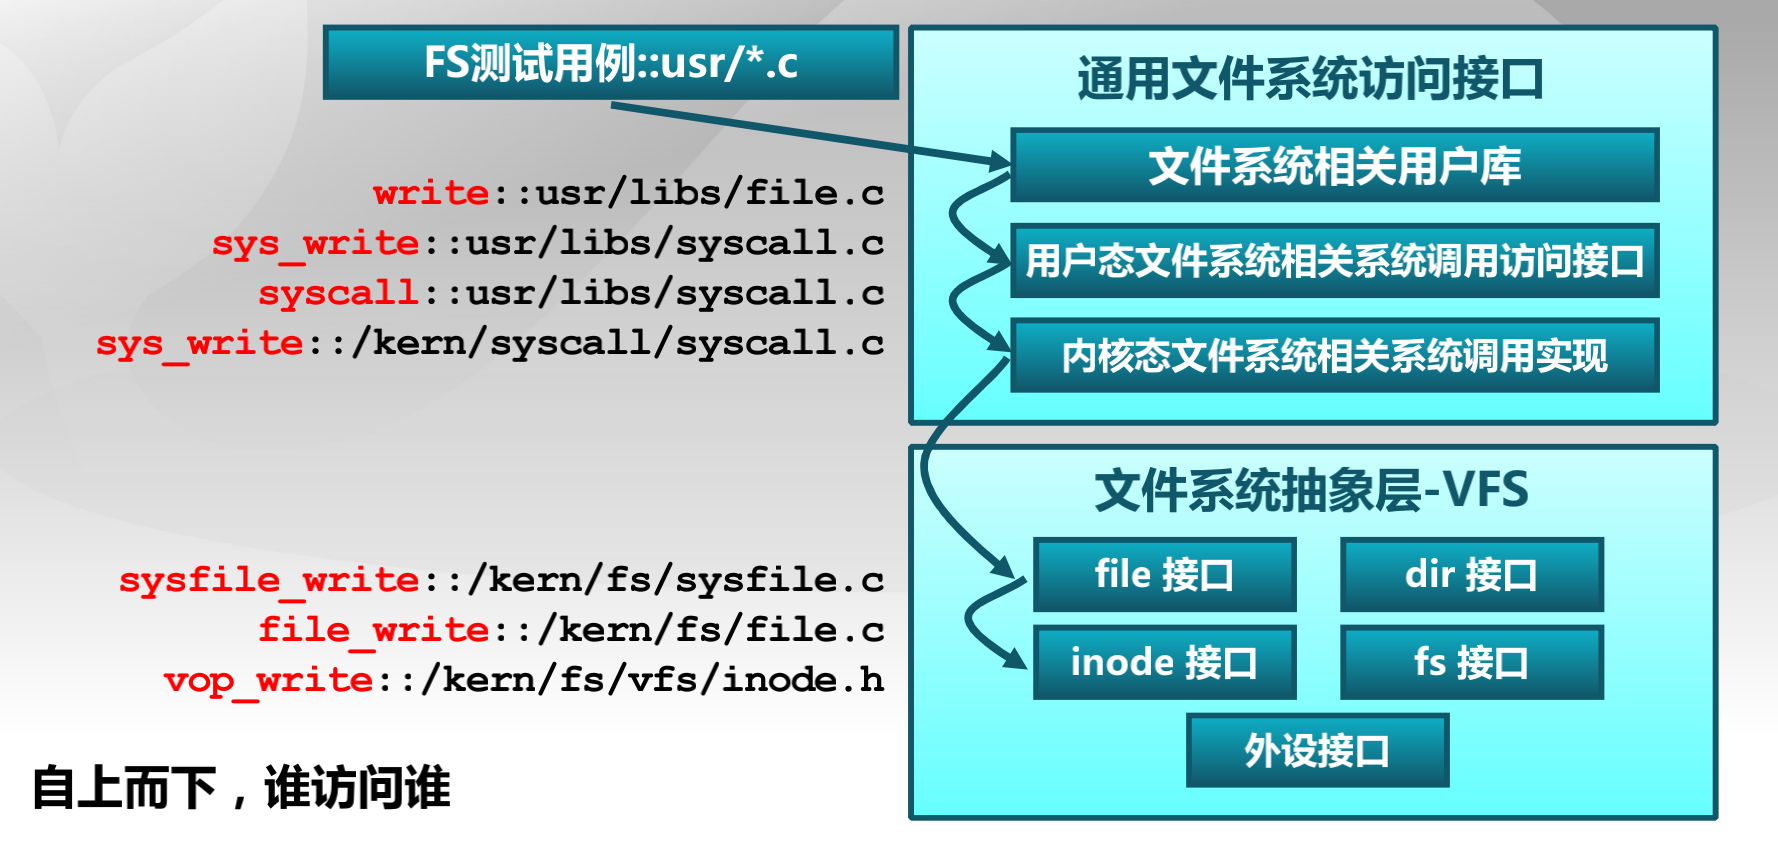 FS测试用例::usr/*.c
write::usr/libs/file.c
sys_write::usr/libs/syscall.c
syscall::usr/libs/syscall.c
sys_write::/kern/syscall/syscall.c
sysfile_write::/kern/fs/sysfile.c
file_write::/kern/fs/file.c
vop_write::/kern/fs/vfs/inode.h
自上而下，谁访问谁
通用文件系统访问接口
文件系统相关用户库
用户态文件系统相关系统调用访问接口
内核态文件系统相关系统调用实现
文件系统抽象层-VFS
file 接口
dir 接口
inode 接口
fs 接口
外设接口